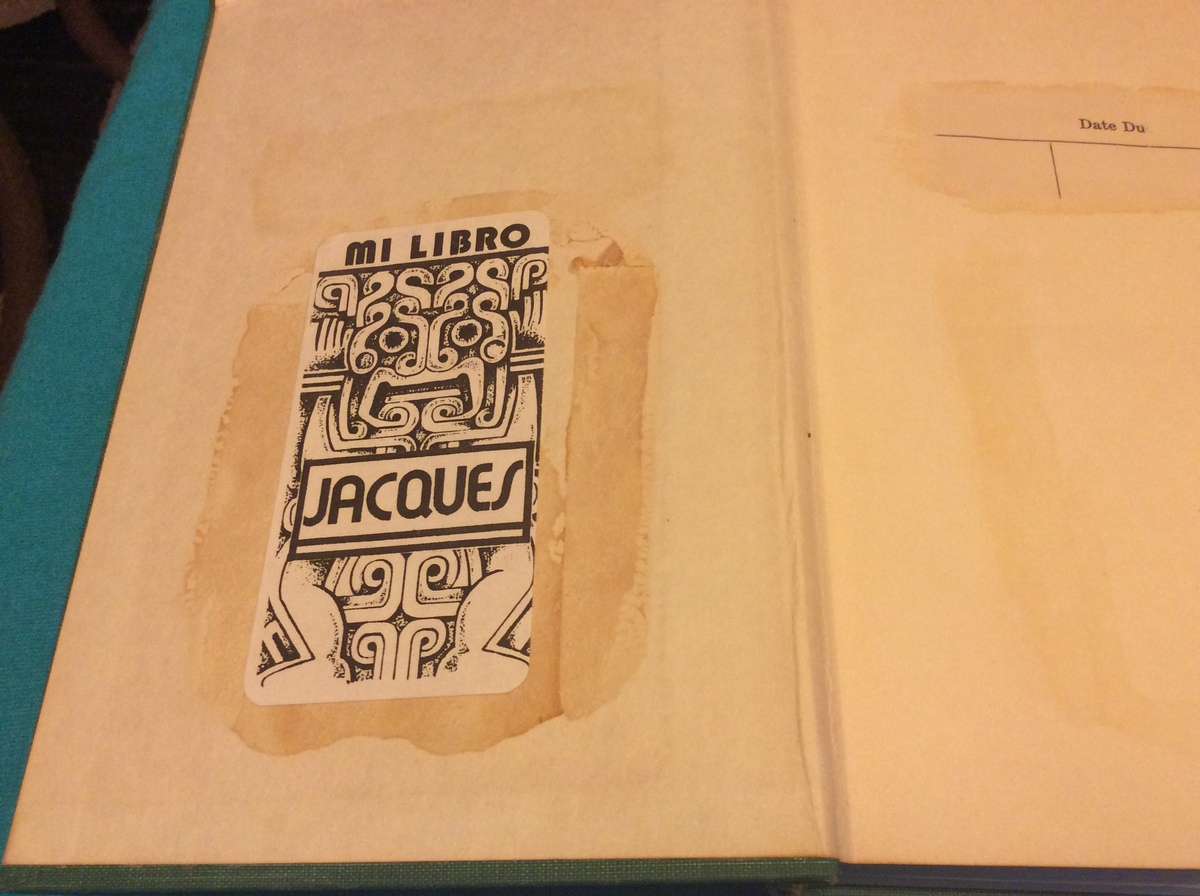 MI LIBRO
JACQUES
Date Du